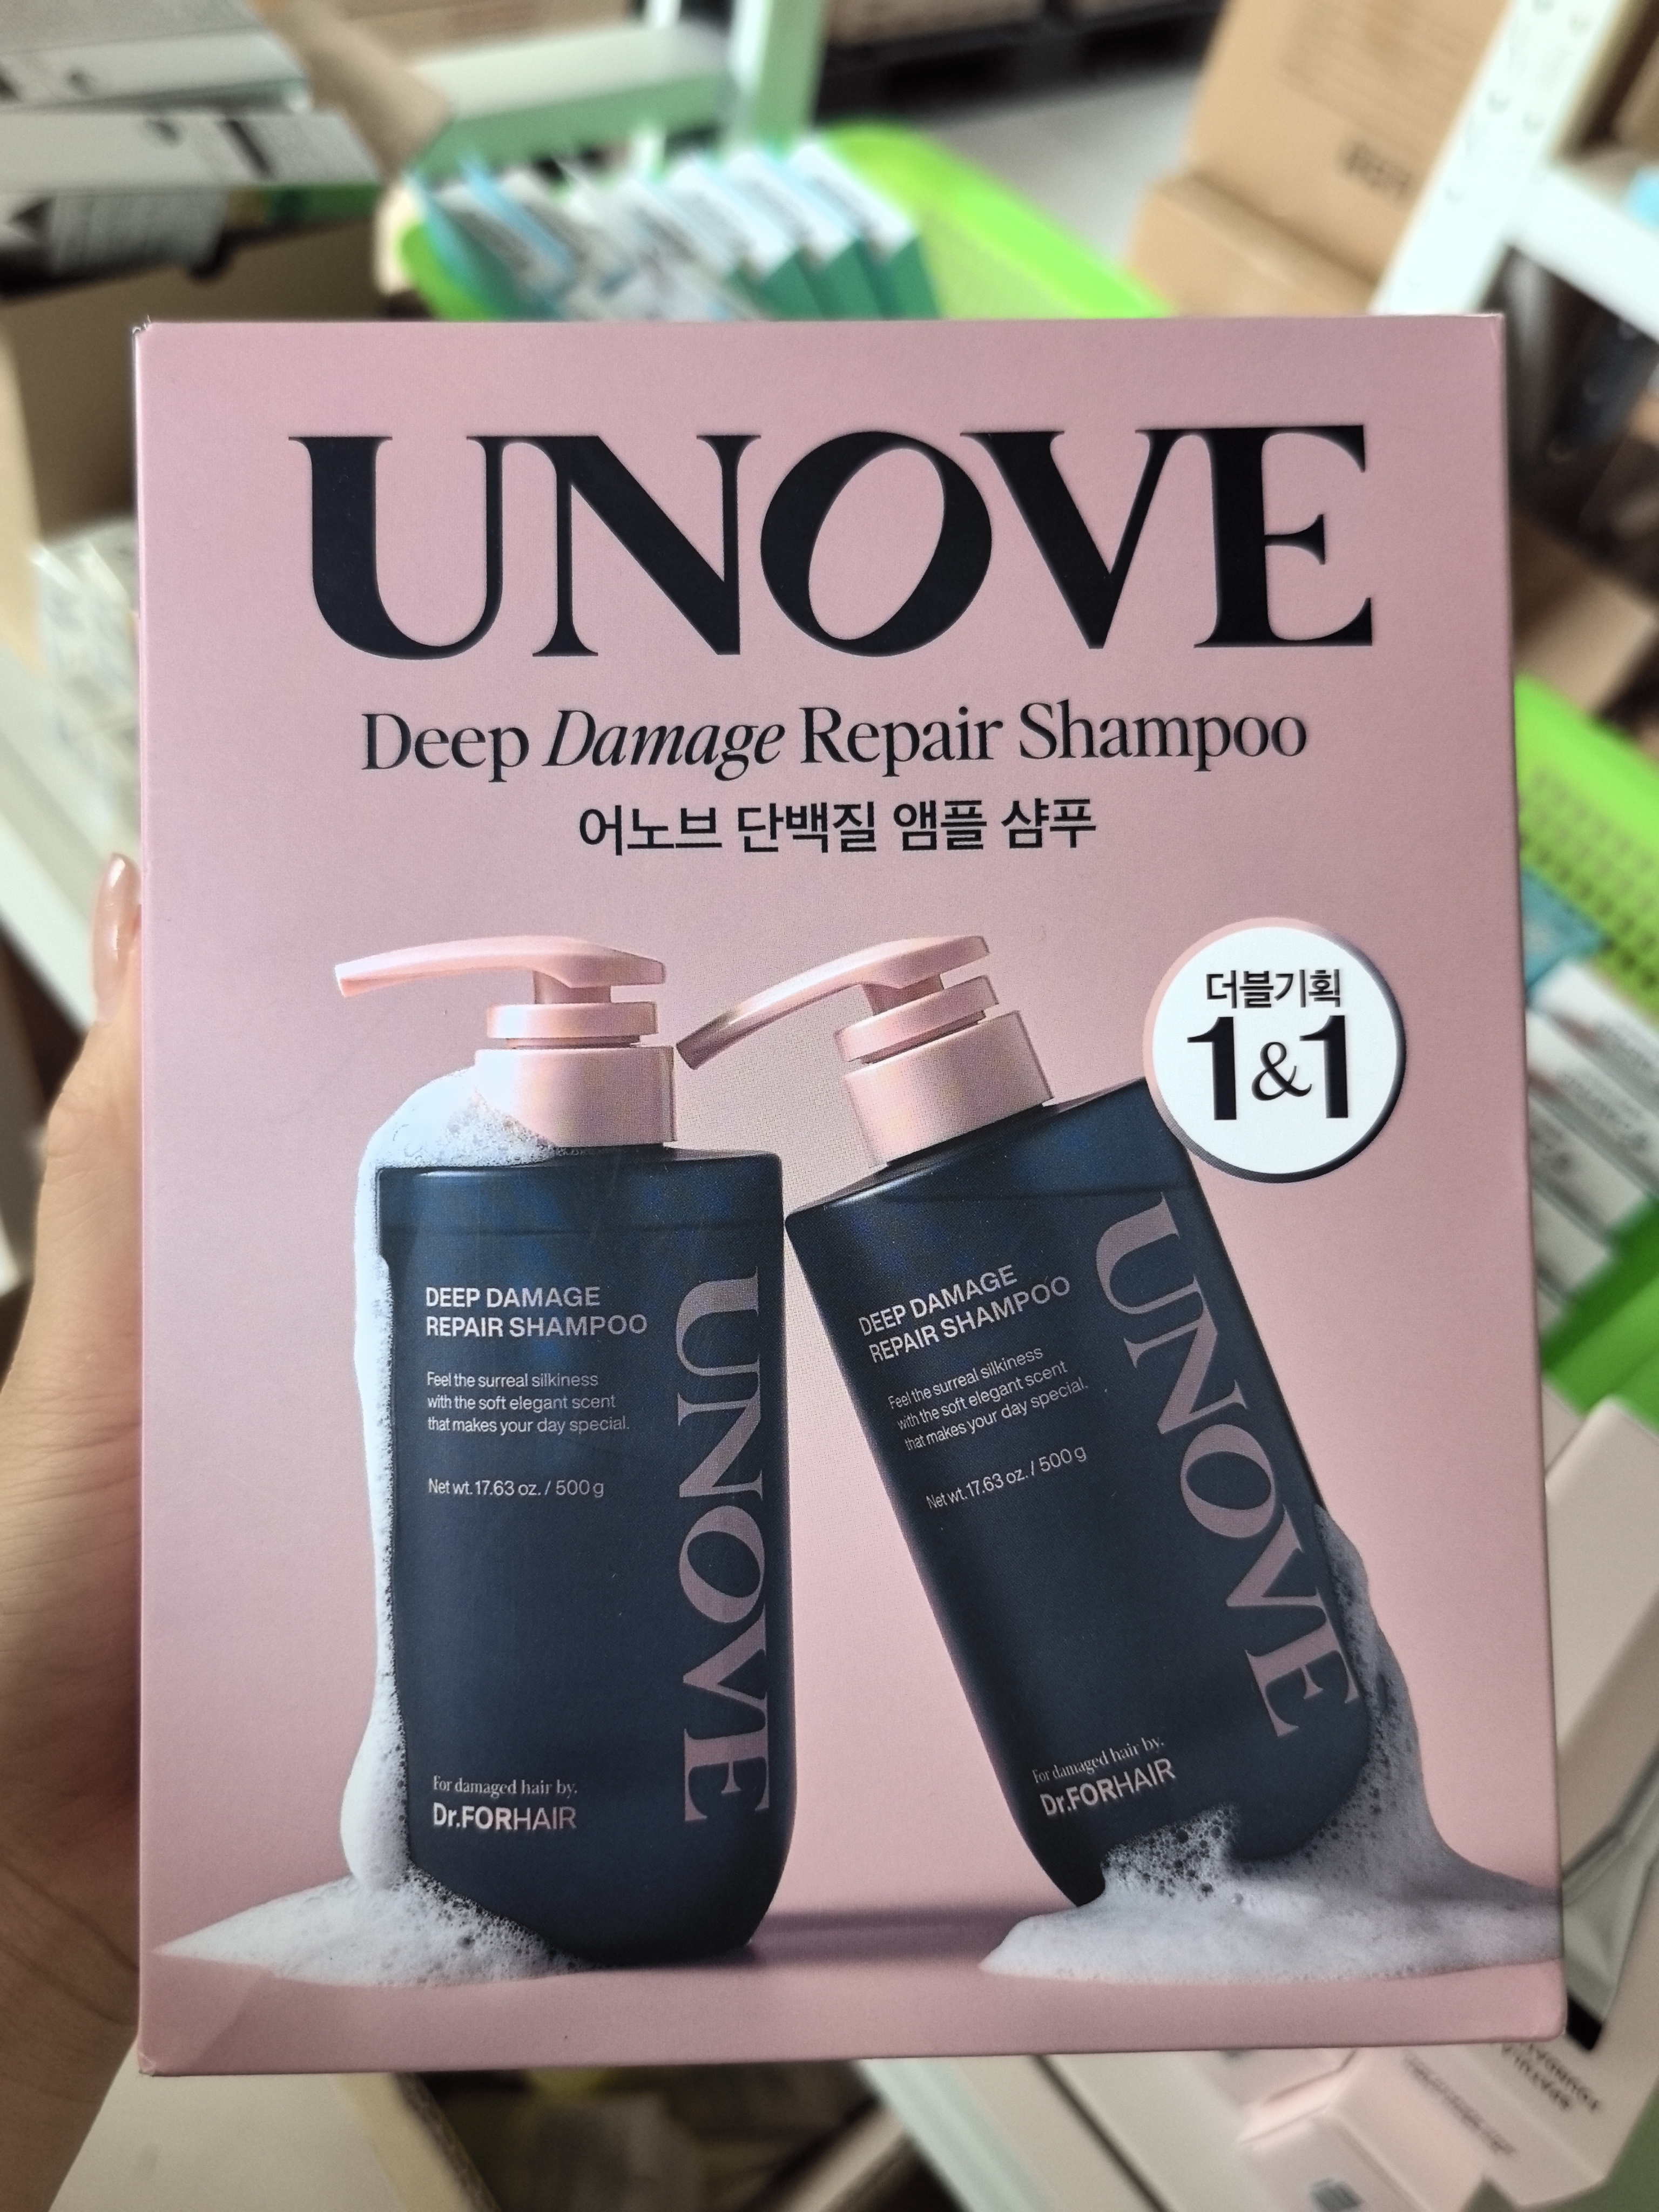 UNOVE
Deep Damage Repair Shampoo
어노브 단백질 앰플 샴푸
더블기획
1&1
DEEP DAMAGE
REPAIR SHAMPOO
Feel the surreal silkiness
with the soft elegant scent
that makes your day special.
Net wt. 17.63 oz. / 500 g
UNOVE
For damaged hair by.
Dr.FORHAIR
DEEP DAMAGE
REPAIR SHAMPOO
Feel the surreal silkiness
with the soft elegant scent
that makes your day special.
Net wt. 17.63 oz. / 500 g
UNOVE
For damaged hair by.
Dr.FORHAIR